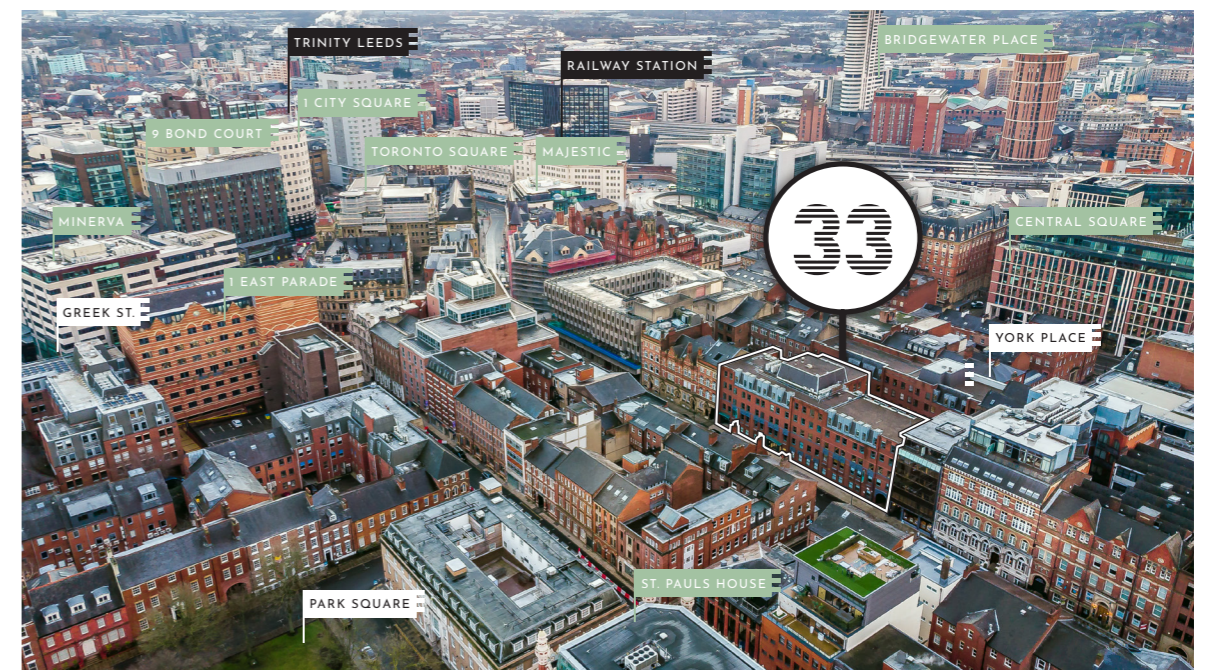 TRINITY LEEDS
BRIDGEWATER PLACE
RAILWAY STATION
1 CITY SQUARE
9 BOND COURT
TORONTO SQUARE
MAJESTIC
MINERVA
CENTRAL SQUARE
33
1 EAST PARADE
GREEK ST.
YORK PLACE
ST. PAULS HOUSE
PARK SQUARE